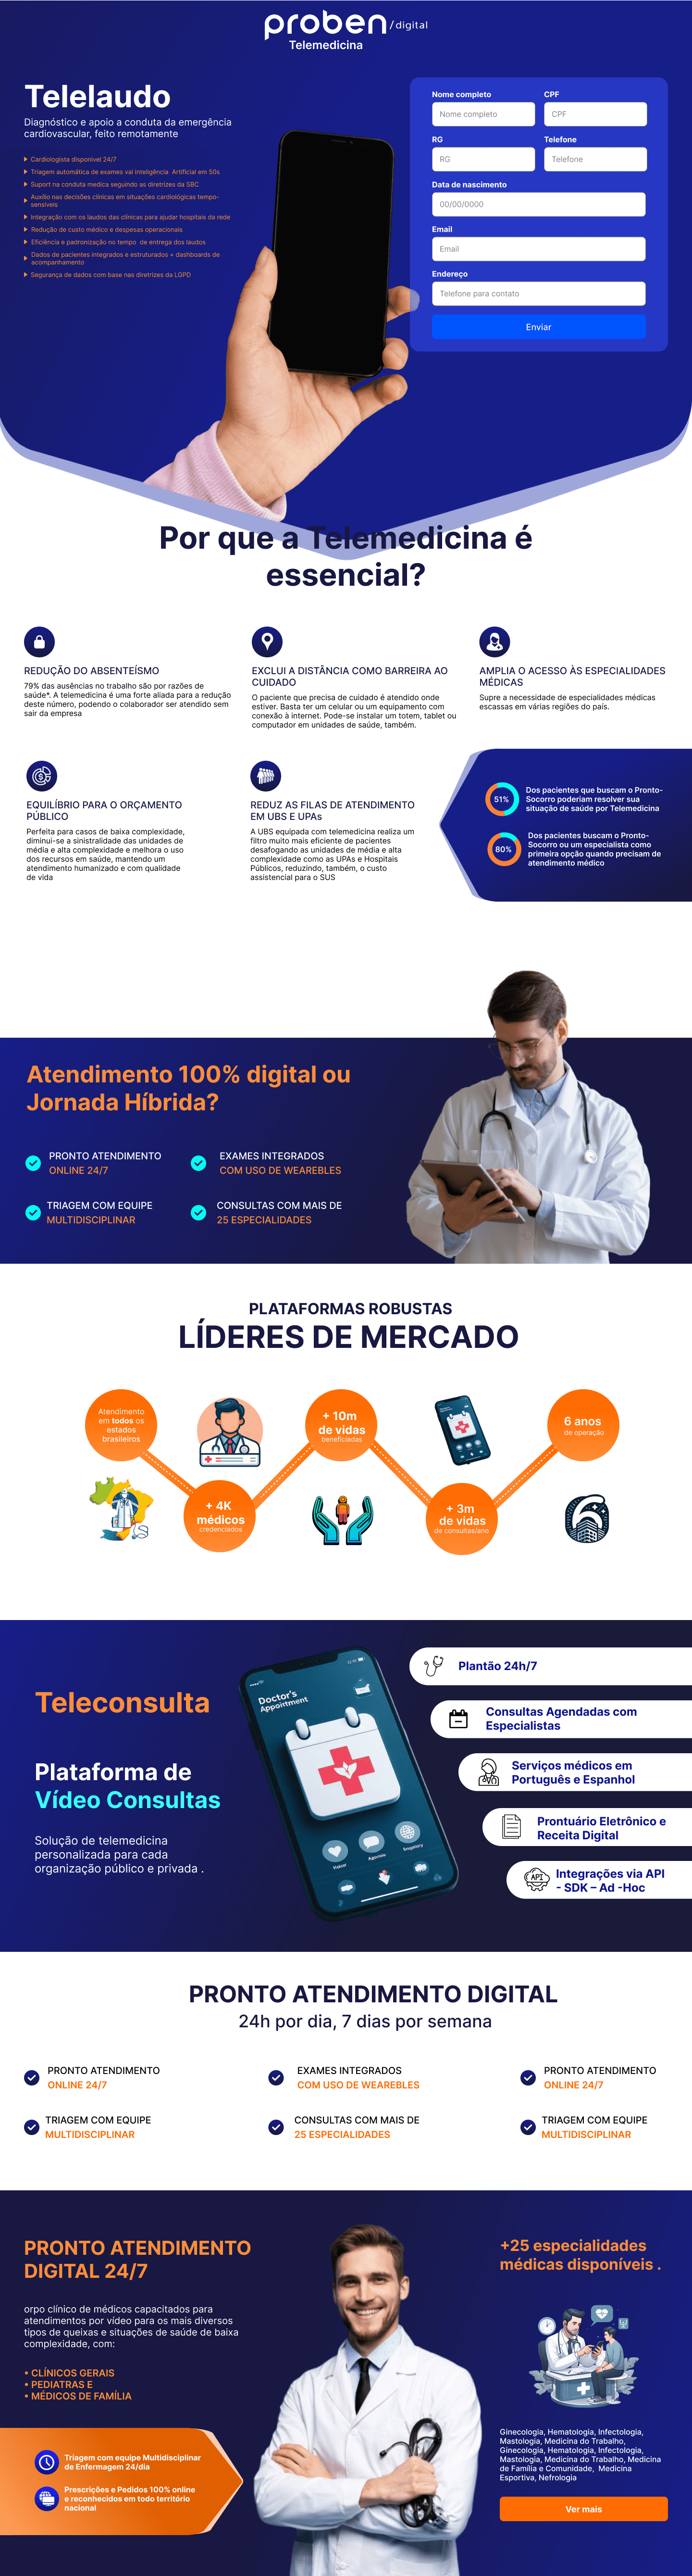 proben /digital
Telemedicina
Telelaudo
Diagnóstico e apoio a conduta da emergência
cardiovascular, feito remotamente
Cardiologista disponível 24/7
Triagem automática de exames vai inteligência Artificial em 50s
Suport na conduta medica seguindo as diretrizes da SBC
Auxílio nas decisões clínicas em situações cardiológicas tempo-
sensíveis
Integração com os laudos das clínicas para ajudar hospitais da rede
Redução de custo médico e despesas operacionais
Eficiência e padronização no tempo de entrega dos laudos
Dados de pacientes integrados e estruturados + dashboards de
acompanhamento
Segurança de dados com base nas diretrizes da LGPD
Nome completo
CPF
Nome completo
CPF
RG
Telefone
RG
Telefone
Data de nascimento
00/00/0000
Email
Email
Endereço
Telefone para contato
Enviar
Por que a Telemedicina é
essencial?
REDUÇÃO DO ABSENTEÍSMO
79% das ausências no trabalho são por razões de
saúde*. A telemedicina é uma forte aliada para a redução
deste número, podendo o colaborador ser atendido sem
sair da empresa
EXCLUI A DISTÂNCIA COMO BARREIRA AO
CUIDADO
O paciente que precisa de cuidado é atendido onde
estiver. Basta ter um celular ou um equipamento com
conexão à internet. Pode-se instalar um totem, tablet ou
computador em unidades de saúde, também.
AMPLIA O ACESSO ÀS ESPECIALIDADES
MÉDICAS
Supre a necessidade de especialidades médicas
escassas em várias regiões do país.
EQUILÍBRIO PARA O ORÇAMENTO
PÚBLICO
Perfeita para casos de baixa complexidade,
diminui-se a sinistralidade das unidades de
média e alta complexidade e melhora o uso
dos recursos em saúde, mantendo um
atendimento humanizado e com qualidade
de vida
REDUZ AS FILAS DE ATENDIMENTO
EM UBS E UPAs
A UBS equipada com telemedicina realiza um
filtro muito mais eficiente de pacientes
desafogando as unidades de média e alta
complexidade como as UPAs e Hospitais
Públicos, reduzindo, também, o custo
assistencial para o SUS
51%
Dos pacientes que buscam o Pronto-
Socorro poderiam resolver sua
situação de saúde por Telemedicina
80%
Dos pacientes buscam o Pronto-
Socorro ou um especialista como
primeira opção quando precisam de
atendimento médico
Atendimento 100% digital ou
Jornada Híbrida?
PRONTO ATENDIMENTO
ONLINE 24/7
EXAMES INTEGRADOS
COM USO DE WEAREBLES
TRIAGEM COM EQUIPE
MULTIDISCIPLINAR
CONSULTAS COM MAIS DE
25 ESPECIALIDADES
PLATAFORMAS ROBUSTAS
LÍDERES DE MERCADO
Atendimento
em todos os
estados
brasileiros
+ 4K
médicos
credenciados
+ 10m
de vidas
beneficiadas
+ 3m
de vidas
de consultas/ano
6 anos
de operação
Teleconsulta
Plataforma de
Vídeo Consultas
Solução de telemedicina
personalizada para cada
organização público e privada .
Doctor's
Appointment
Plantão 24h/7
Consultas Agendadas com
Especialistas
Serviços médicos em
Português e Espanhol
Prontuário Eletrônico e
Receita Digital
API
Integrações via API
- SDK – Ad -Hoc
PRONTO ATENDIMENTO DIGITAL
24h por dia, 7 dias por semana
PRONTO ATENDIMENTO
ONLINE 24/7
EXAMES INTEGRADOS
COM USO DE WEAREBLES
PRONTO ATENDIMENTO
ONLINE 24/7
TRIAGEM COM EQUIPE
MULTIDISCIPLINAR
CONSULTAS COM MAIS DE
25 ESPECIALIDADES
TRIAGEM COM EQUIPE
MULTIDISCIPLINAR
PRONTO ATENDIMENTO
DIGITAL 24/7
orpo clínico de médicos capacitados para
atendimentos por vídeo para os mais diversos
tipos de queixas e situações de saúde de baixa
complexidade, com:
• CLÍNICOS GERAIS
• PEDIATRAS E
• MÉDICOS DE FAMÍLIA
Triagem com equipe Multidisciplinar
de Enfermagem 24/dia
Prescrições e Pedidos 100% online
e reconhecidos em todo território
nacional
+25 especialidades
médicas disponíveis .
Ginecologia, Hematologia, Infectologia,
Mastologia, Medicina do Trabalho,
Ginecologia, Hematologia, Infectologia,
Mastologia, Medicina do Trabalho, Medicina
de Família e Comunidade, Medicina
Esportiva, Nefrologia
Ver mais